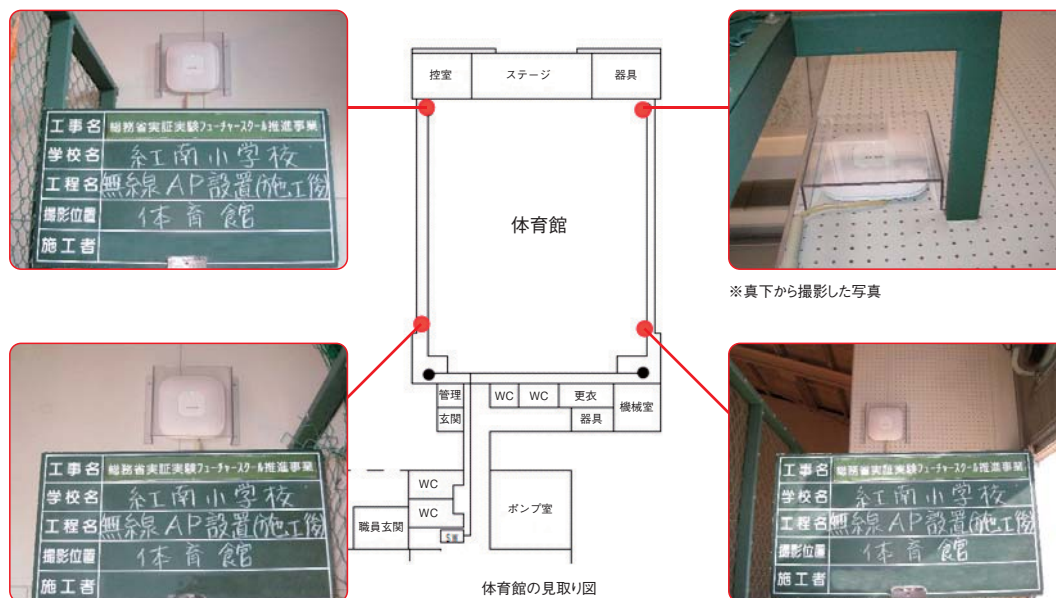 工事名 総務省実証実験フューチャースクール推進事業
学校名 紅南小学校
工程名 無線AP設置(施工後)
撮影位置 体育館
施工者
控室 ステージ 器具
体育館
※真下から撮影した写真
管理 WC WC 更衣 機械室
玄関 器具
WC
WC
職員玄関
ポンプ室
体育館の見取り図
工事名 総務省実証実験フューチャースクール推進事業
学校名 紅南小学校
工程名 無線AP設置(施工後)
撮影位置 体育館
施工者
工事名 総務省実証実験フューチャースクール推進事業
学校名 紅南小学校
工程名 無線AP設置(施工後)
撮影位置 体育館
施工者